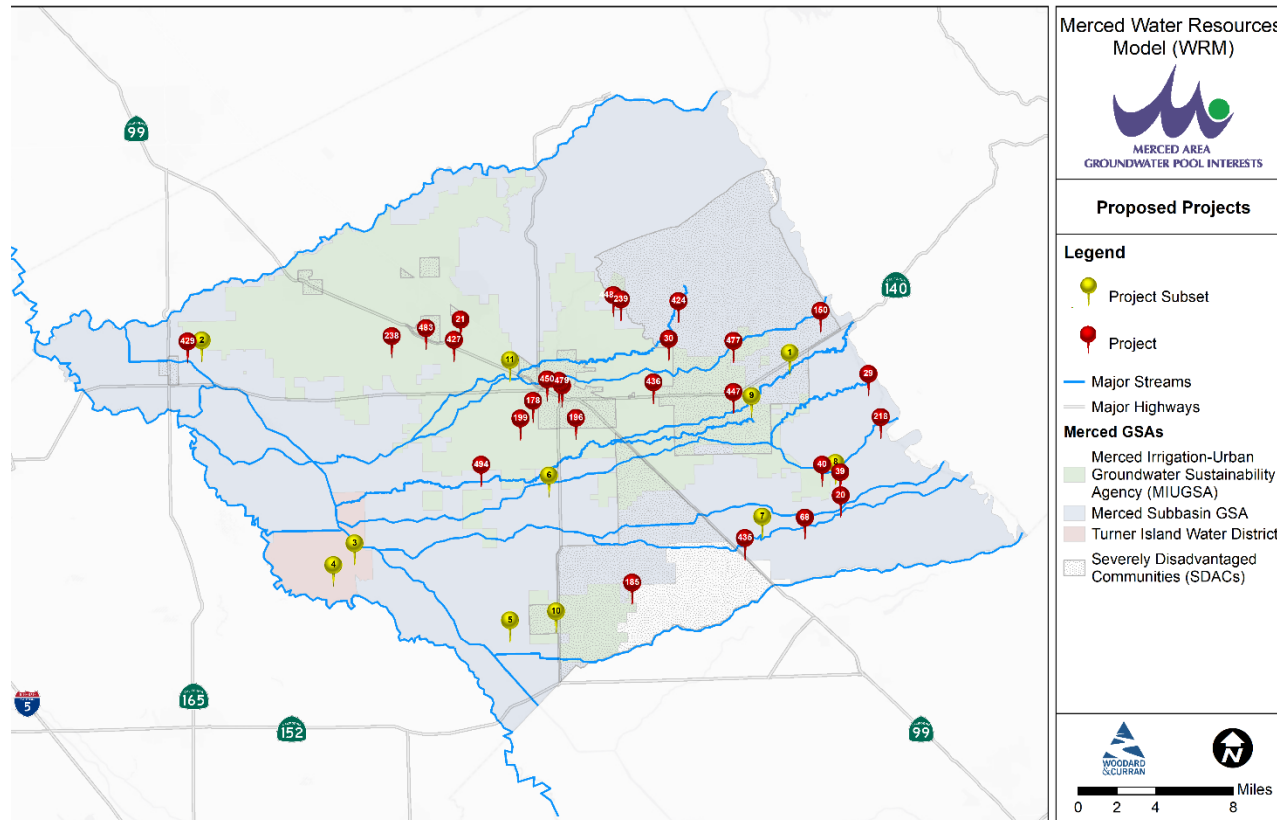 Merced Water Resources
Model (WRM)
MERCED AREA
GROUNDWATER POOL INTERESTS
Proposed Projects
Legend
Project Subset
Project
Major Streams
Major Highways
Merced GSAs
Merced Irrigation-Urban
Groundwater Sustainability
Agency (MIUGSA)
Merced Subbasin GSA
Turner Island Water District
Severely Disadvantaged
Communities (SDACs)
WOODARD
&CURRAN
N
Miles
0 2 4 8
99
140
239
424
150
21
483
238
427
429
2
30
477
1
11
29
450
479
436
447
9
178
199
196
218
494
6
40
8
39
20
7
68
435
3
4
185
10
5
5
165
152
99